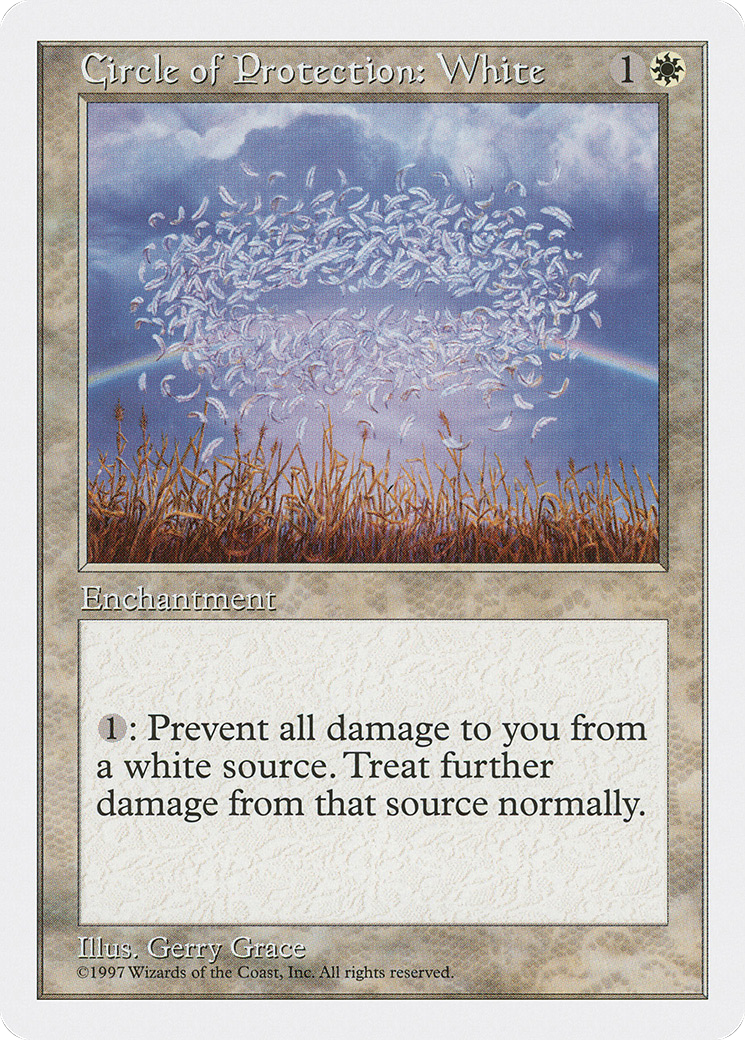 Circle of Protection: White 1
Enchantment
1: Prevent all damage to you from
a white source. Treat further
damage from that source normally.
Illus. Gerry Grace
©1997 Wizards of the Coast, Inc. All rights reserved.